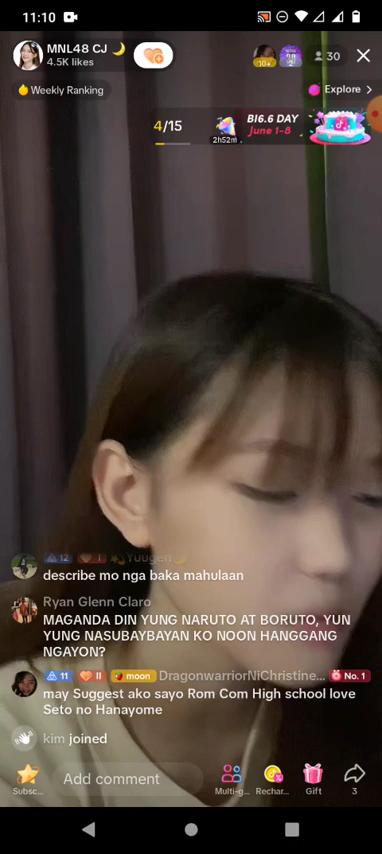 11:10
MNL48 CJ 🌙
4.5K likes
10+
30
Weekly Ranking
Explore >
4/15
2h52m
BI6.6 DAY
June 1-8
12
I
Yuugen🌙
describe mo nga baka mahulaan
Ryan Glenn Claro
MAGANDA DIN YUNG NARUTO AT BORUTO, YUN
YUNG NASUBAYBAYAN KO NOON HANGGANG
NGAYON?
11
II
moon
DragonwarriorNiChristine...
No. 1
may Suggest ako sayo Rom Com High school love
Seto no Hanayome
kim joined
Add comment
Subsc...
Multi-g...
Rechar...
Gift
3